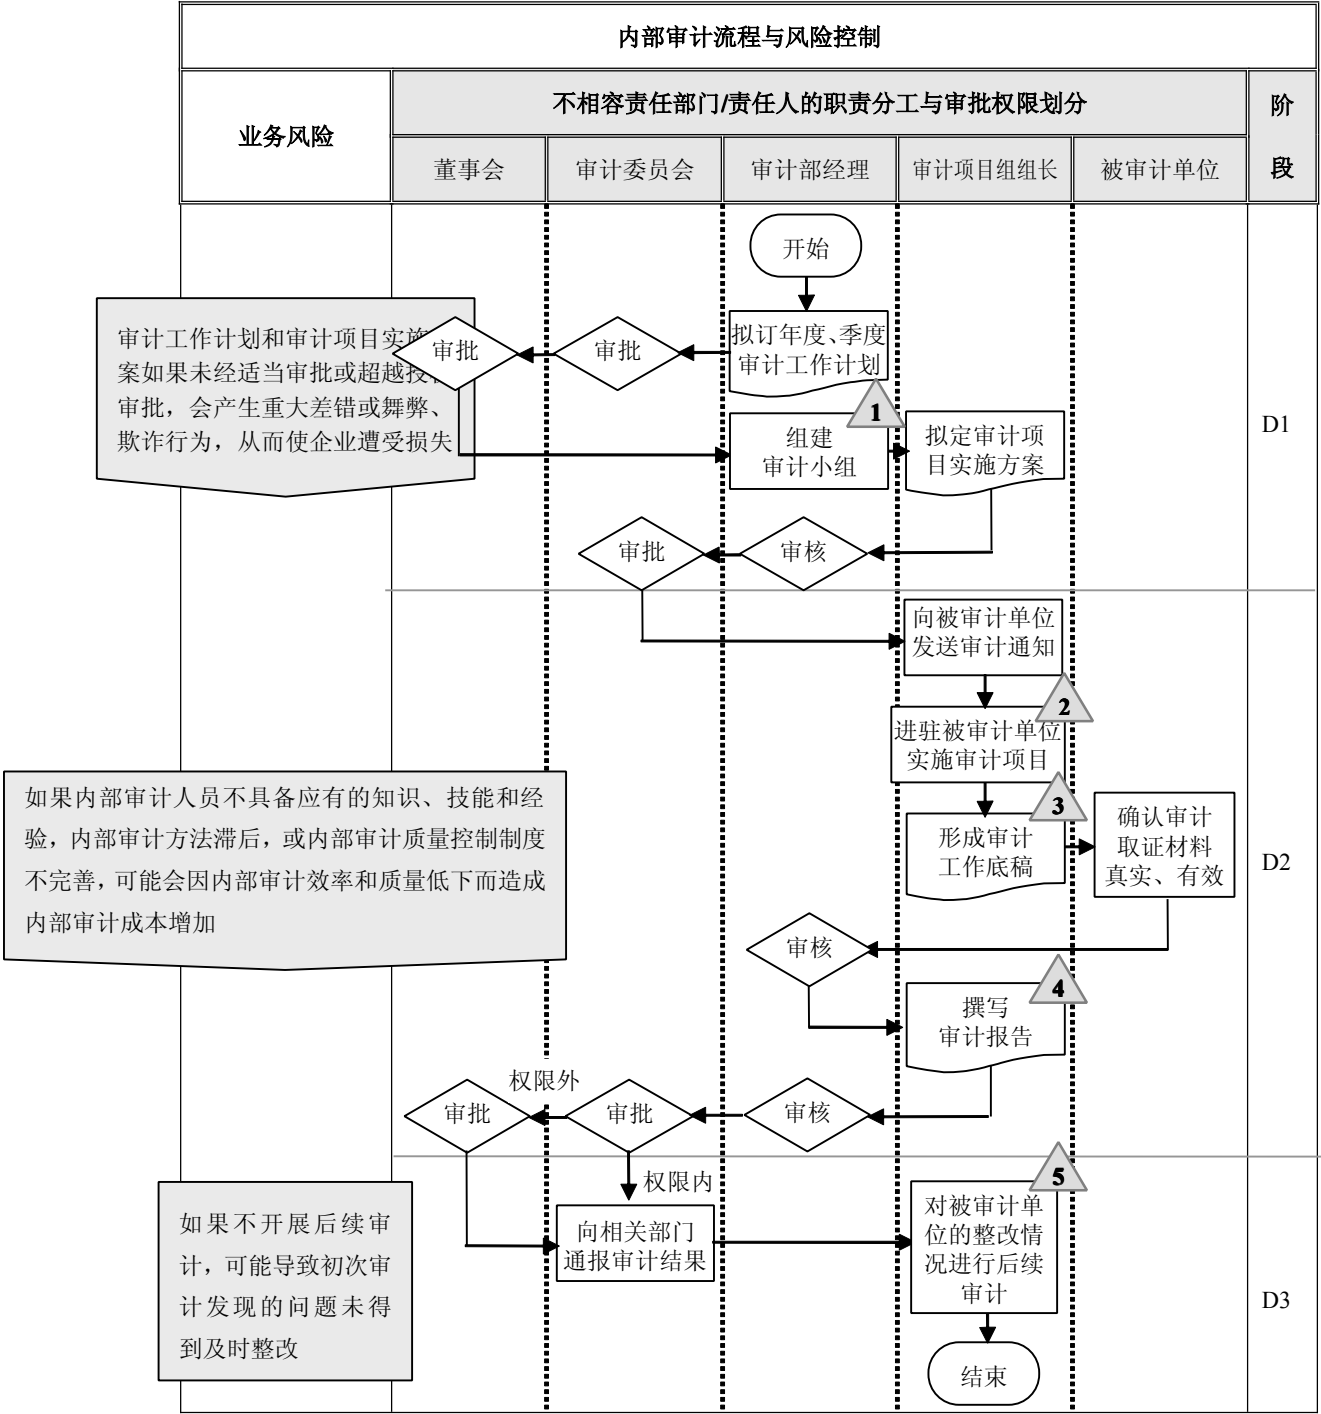 内部审计流程与风险控制
不相容责任部门/责任人的职责分工与审批权限划分
业务风险
阶
段
董事会
审计委员会
审计部经理
审计项目组组长
被审计单位
开始
审计工作计划和审计项目实施
案如果未经适当审批或超越授
审批，会产生重大差错或舞弊、
欺诈行为，从而使企业遭受损失
审批
审批
拟订年度、季度
审计工作计划
1
组建
审计小组
拟定审计项
目实施方案
D1
审批
审核
向被审计单位
发送审计通知
2
进驻被审计单位
实施审计项目
3
如果内部审计人员不具备应有的知识、技能和经
验，内部审计方法滞后，或内部审计质量控制制度
不完善，可能会因内部审计效率和质量低下而造成
内部审计成本增加
形成审计
工作底稿
确认审计
取证材料
真实、有效
D2
审核
4
撰写
审计报告
权限外
审批
审批
审核
权限内
5
如果不开展后续审
计，可能导致初次审
计发现的问题未得
到及时整改
向相关部门
通报审计结果
对被审计单
位的整改情
况进行后续
审计
D3
结束